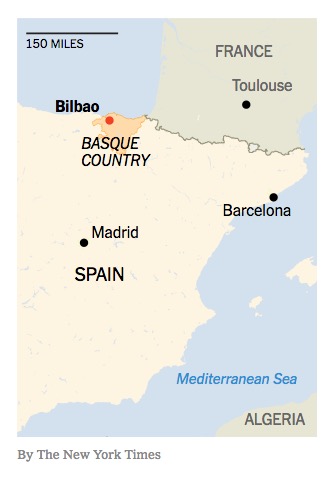 150 MILES
FRANCE
Toulouse
Bilbao
BASQUE
COUNTRY
Barcelona
Madrid
SPAIN
Mediterranean Sea
ALGERIA
By The New York Times